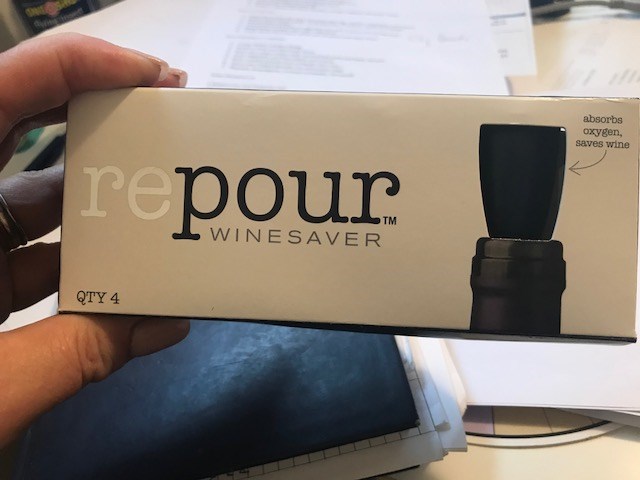 repour™
WINESAVER
QTY 4
absorbs
oxygen,
saves wine